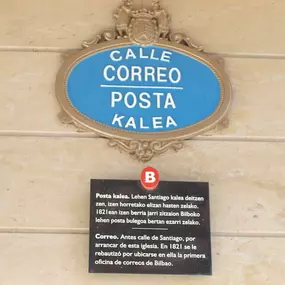 CALLE
CORREO
POSTA
KALEA
B
Posta kalea. Lehen Santiago kalea deitzen
zen, izen horretako elizan hasten zelako.
1821ean izen berria jarri zitzaion Bilboko
lehen posta bulegoa bertan ezarri zelako.
Correo. Antes calle de Santiago, por
arrancar de esta iglesia. En 1821 se le
rebautizó por ubicarse en ella la primera
oficina de correos de Bilbao.